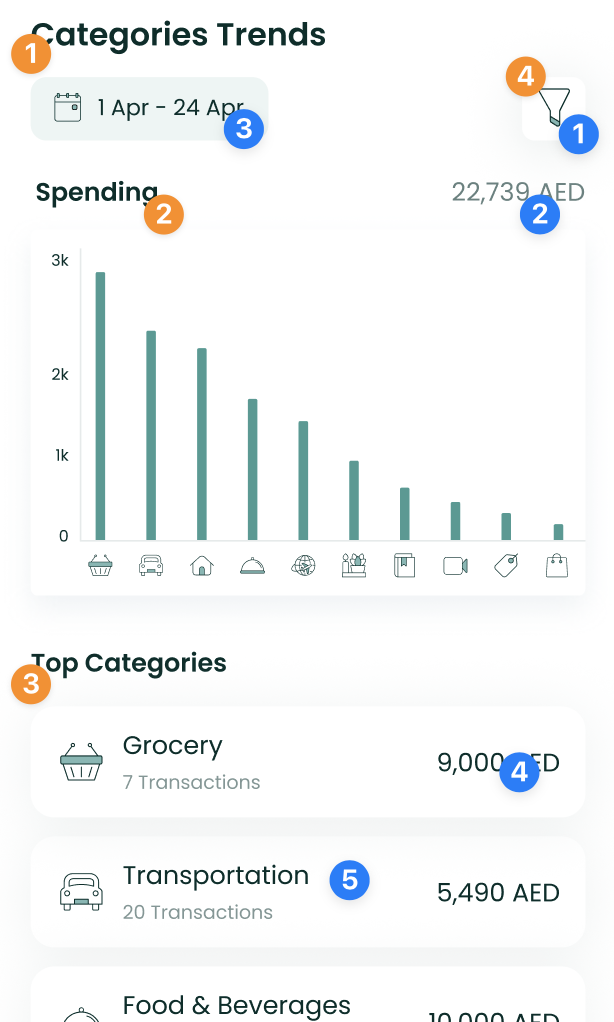 Categories Trends
1
4
1 Apr - 24 Apr
3
1
Spending
22,739 AED
2
2
3k
2k
1k
0
Top Categories
3
Grocery
9,000 AED
4
7 Transactions
Transportation
5
5,490 AED
20 Transactions
Food & Beverages
10,000 AED